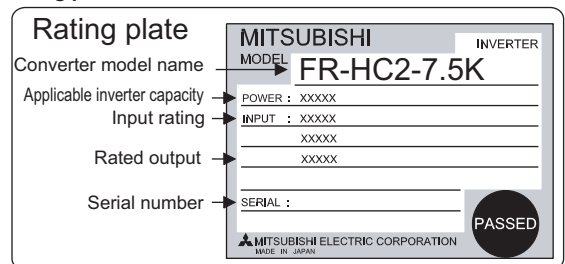 Rating plate
MITSUBISHI INVERTER
Converter model name MODEL FR-HC2-7.5K
Applicable inverter capacity POWER : XXXXX
Input rating INPUT : XXXXX
XXXXX
Rated output XXXXX
Serial number SERIAL :
PASSED
MITSUBISHI ELECTRIC CORPORATION
MADE IN JAPAN